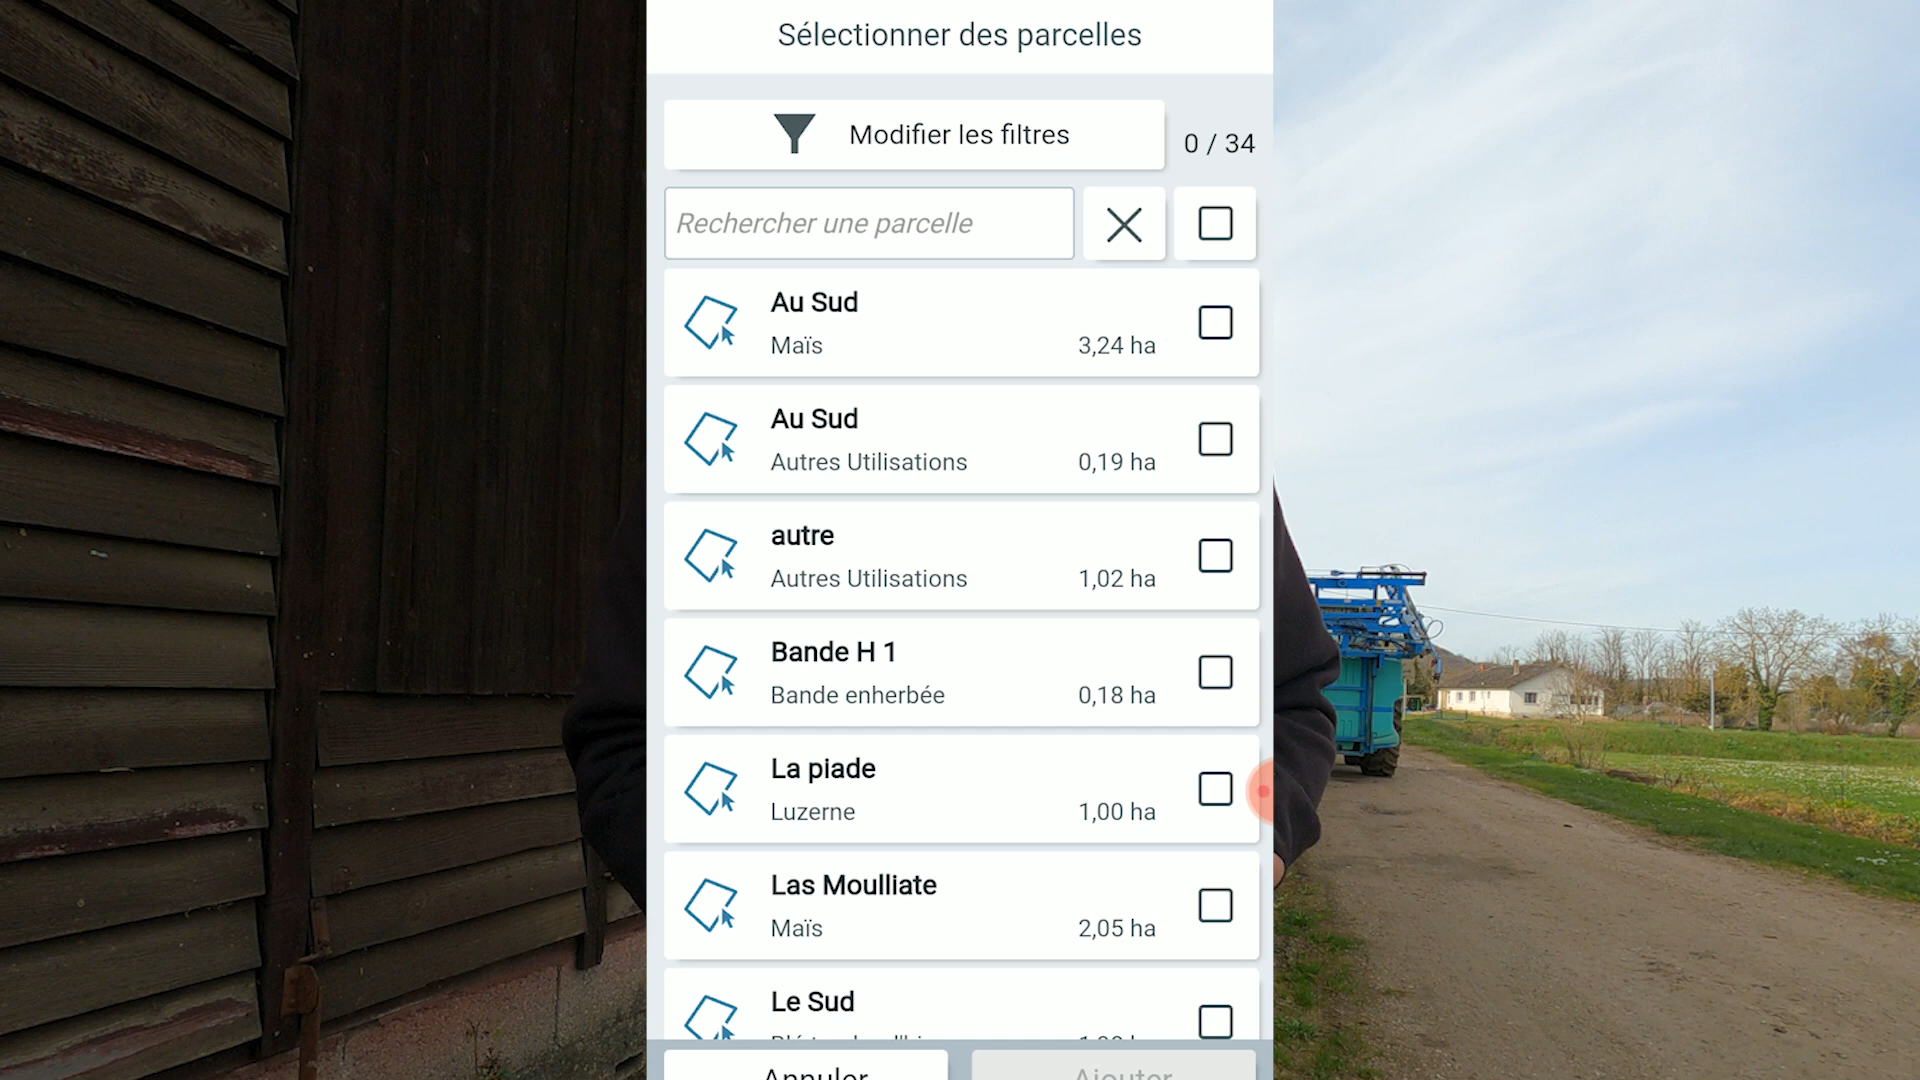 Sélectionner des parcelles
Modifier les filtres
0 / 34
Rechercher une parcelle
Au Sud
Maïs 3,24 ha
Au Sud
Autres Utilisations 0,19 ha
autre
Autres Utilisations 1,02 ha
Bande H 1
Bande enherbée 0,18 ha
La piade
Luzerne 1,00 ha
Las Moulliate
Maïs 2,05 ha
Le Sud
Annuler Ajouter